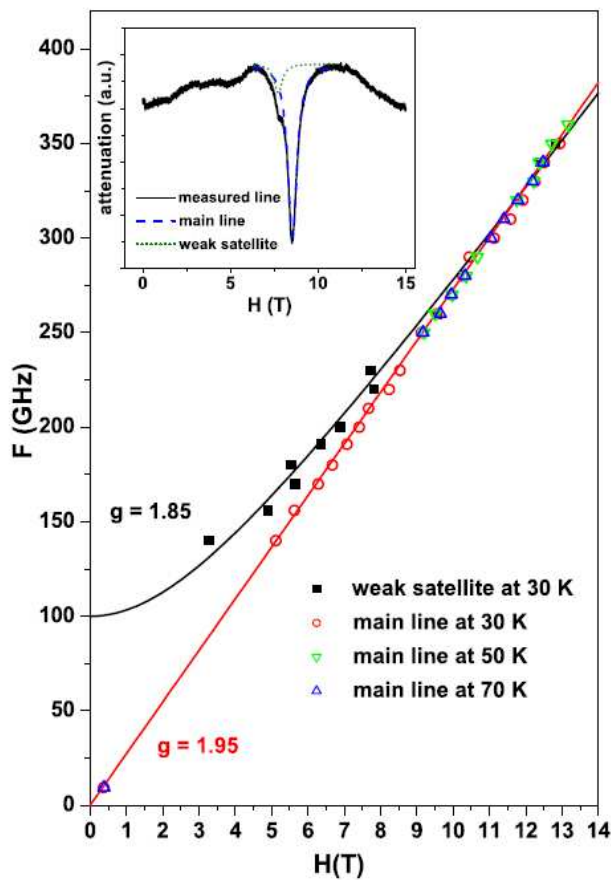 400
350
300
250
200
150
100
50
0
F (GHz)
attenuation (a.u.)
measured line
main line
weak satellite
0 5 10 15
H (T)
g = 1.85
weak satellite at 30 K
main line at 30 K
main line at 50 K
main line at 70 K
g = 1.95
0 1 2 3 4 5 6 7 8 9 10 11 12 13 14
H(T)